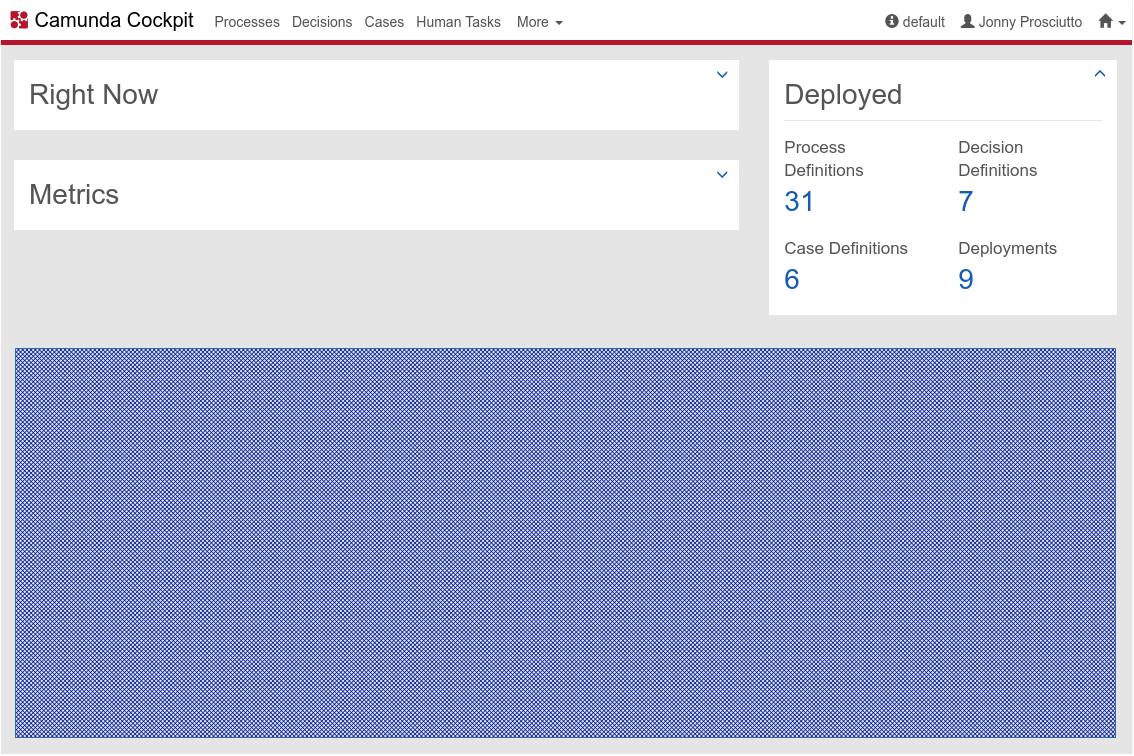 Camunda Cockpit Processes Decisions Cases Human Tasks More default Jonny Prosciutto
Right Now
Metrics
Deployed
Process Definitions
31
Decision Definitions
7
Case Definitions
6
Deployments
9